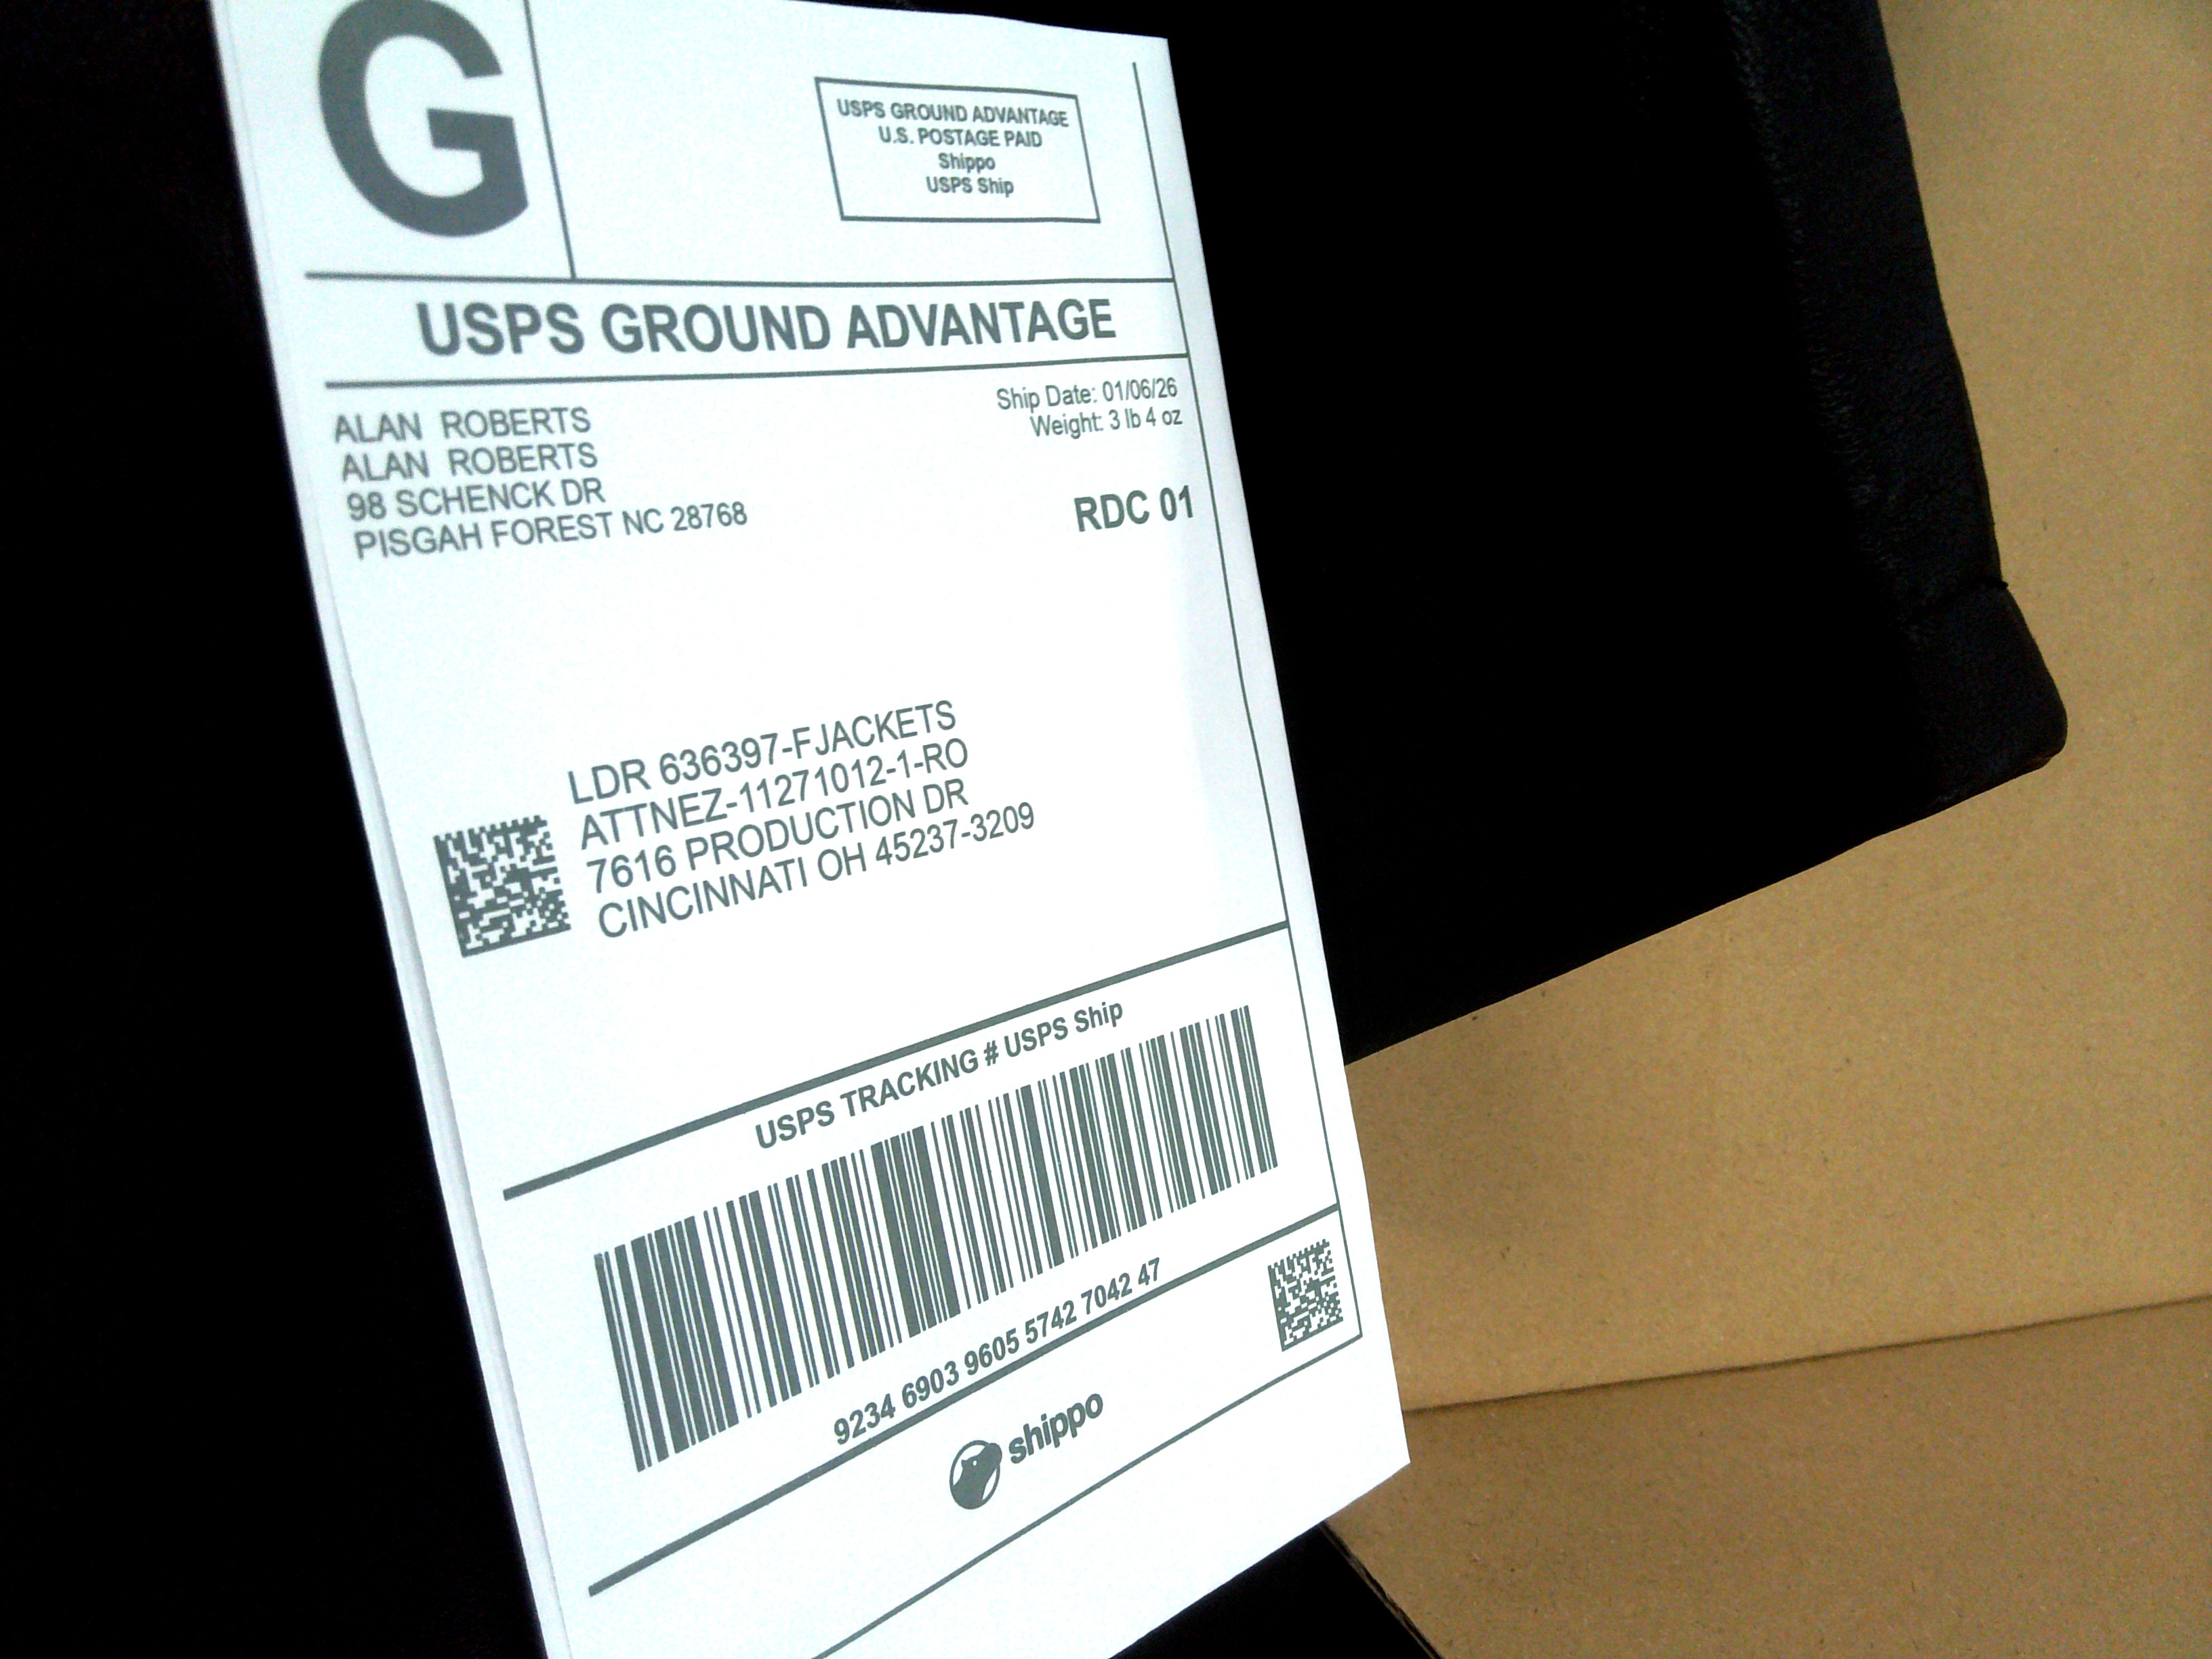 G
USPS GROUND ADVANTAGE
U.S. POSTAGE PAID
Shippo
USPS Ship
USPS GROUND ADVANTAGE
ALAN ROBERTS
ALAN ROBERTS
98 SCHENCK DR
PISGAH FOREST NC 28768
Ship Date: 01/06/26
Weight: 3 lb 4 oz
RDC 01
LDR 636397-FJACKETS
ATTNEZ-11271012-1-RO
7616 PRODUCTION DR
CINCINNATI OH 45237-3209
USPS TRACKING # USPS Ship
9234 6903 9605 5742 7042 47
shippo